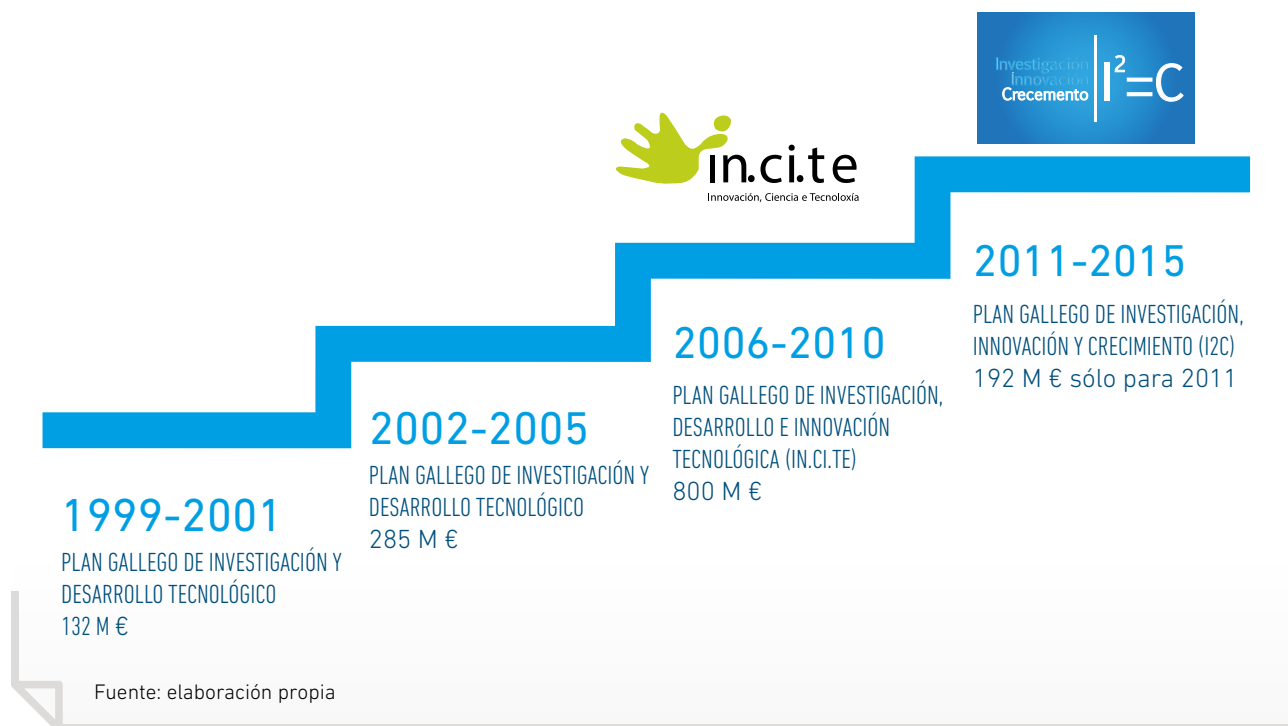 Investigación
Innovación
Crecemento
I²=C
in.ci.te
Innovación, Ciencia e Tecnoloxía
1999-2001
PLAN GALLEGO DE INVESTIGACIÓN Y
DESARROLLO TECNOLÓGICO
132 M €
2002-2005
PLAN GALLEGO DE INVESTIGACIÓN Y
DESARROLLO TECNOLÓGICO
285 M €
2006-2010
PLAN GALLEGO DE INVESTIGACIÓN,
DESARROLLO E INNOVACIÓN
TECNOLÓGICA (IN.CI.TE)
800 M €
2011-2015
PLAN GALLEGO DE INVESTIGACIÓN,
INNOVACIÓN Y CRECIMIENTO (I2C)
192 M € sólo para 2011
Fuente: elaboración propia